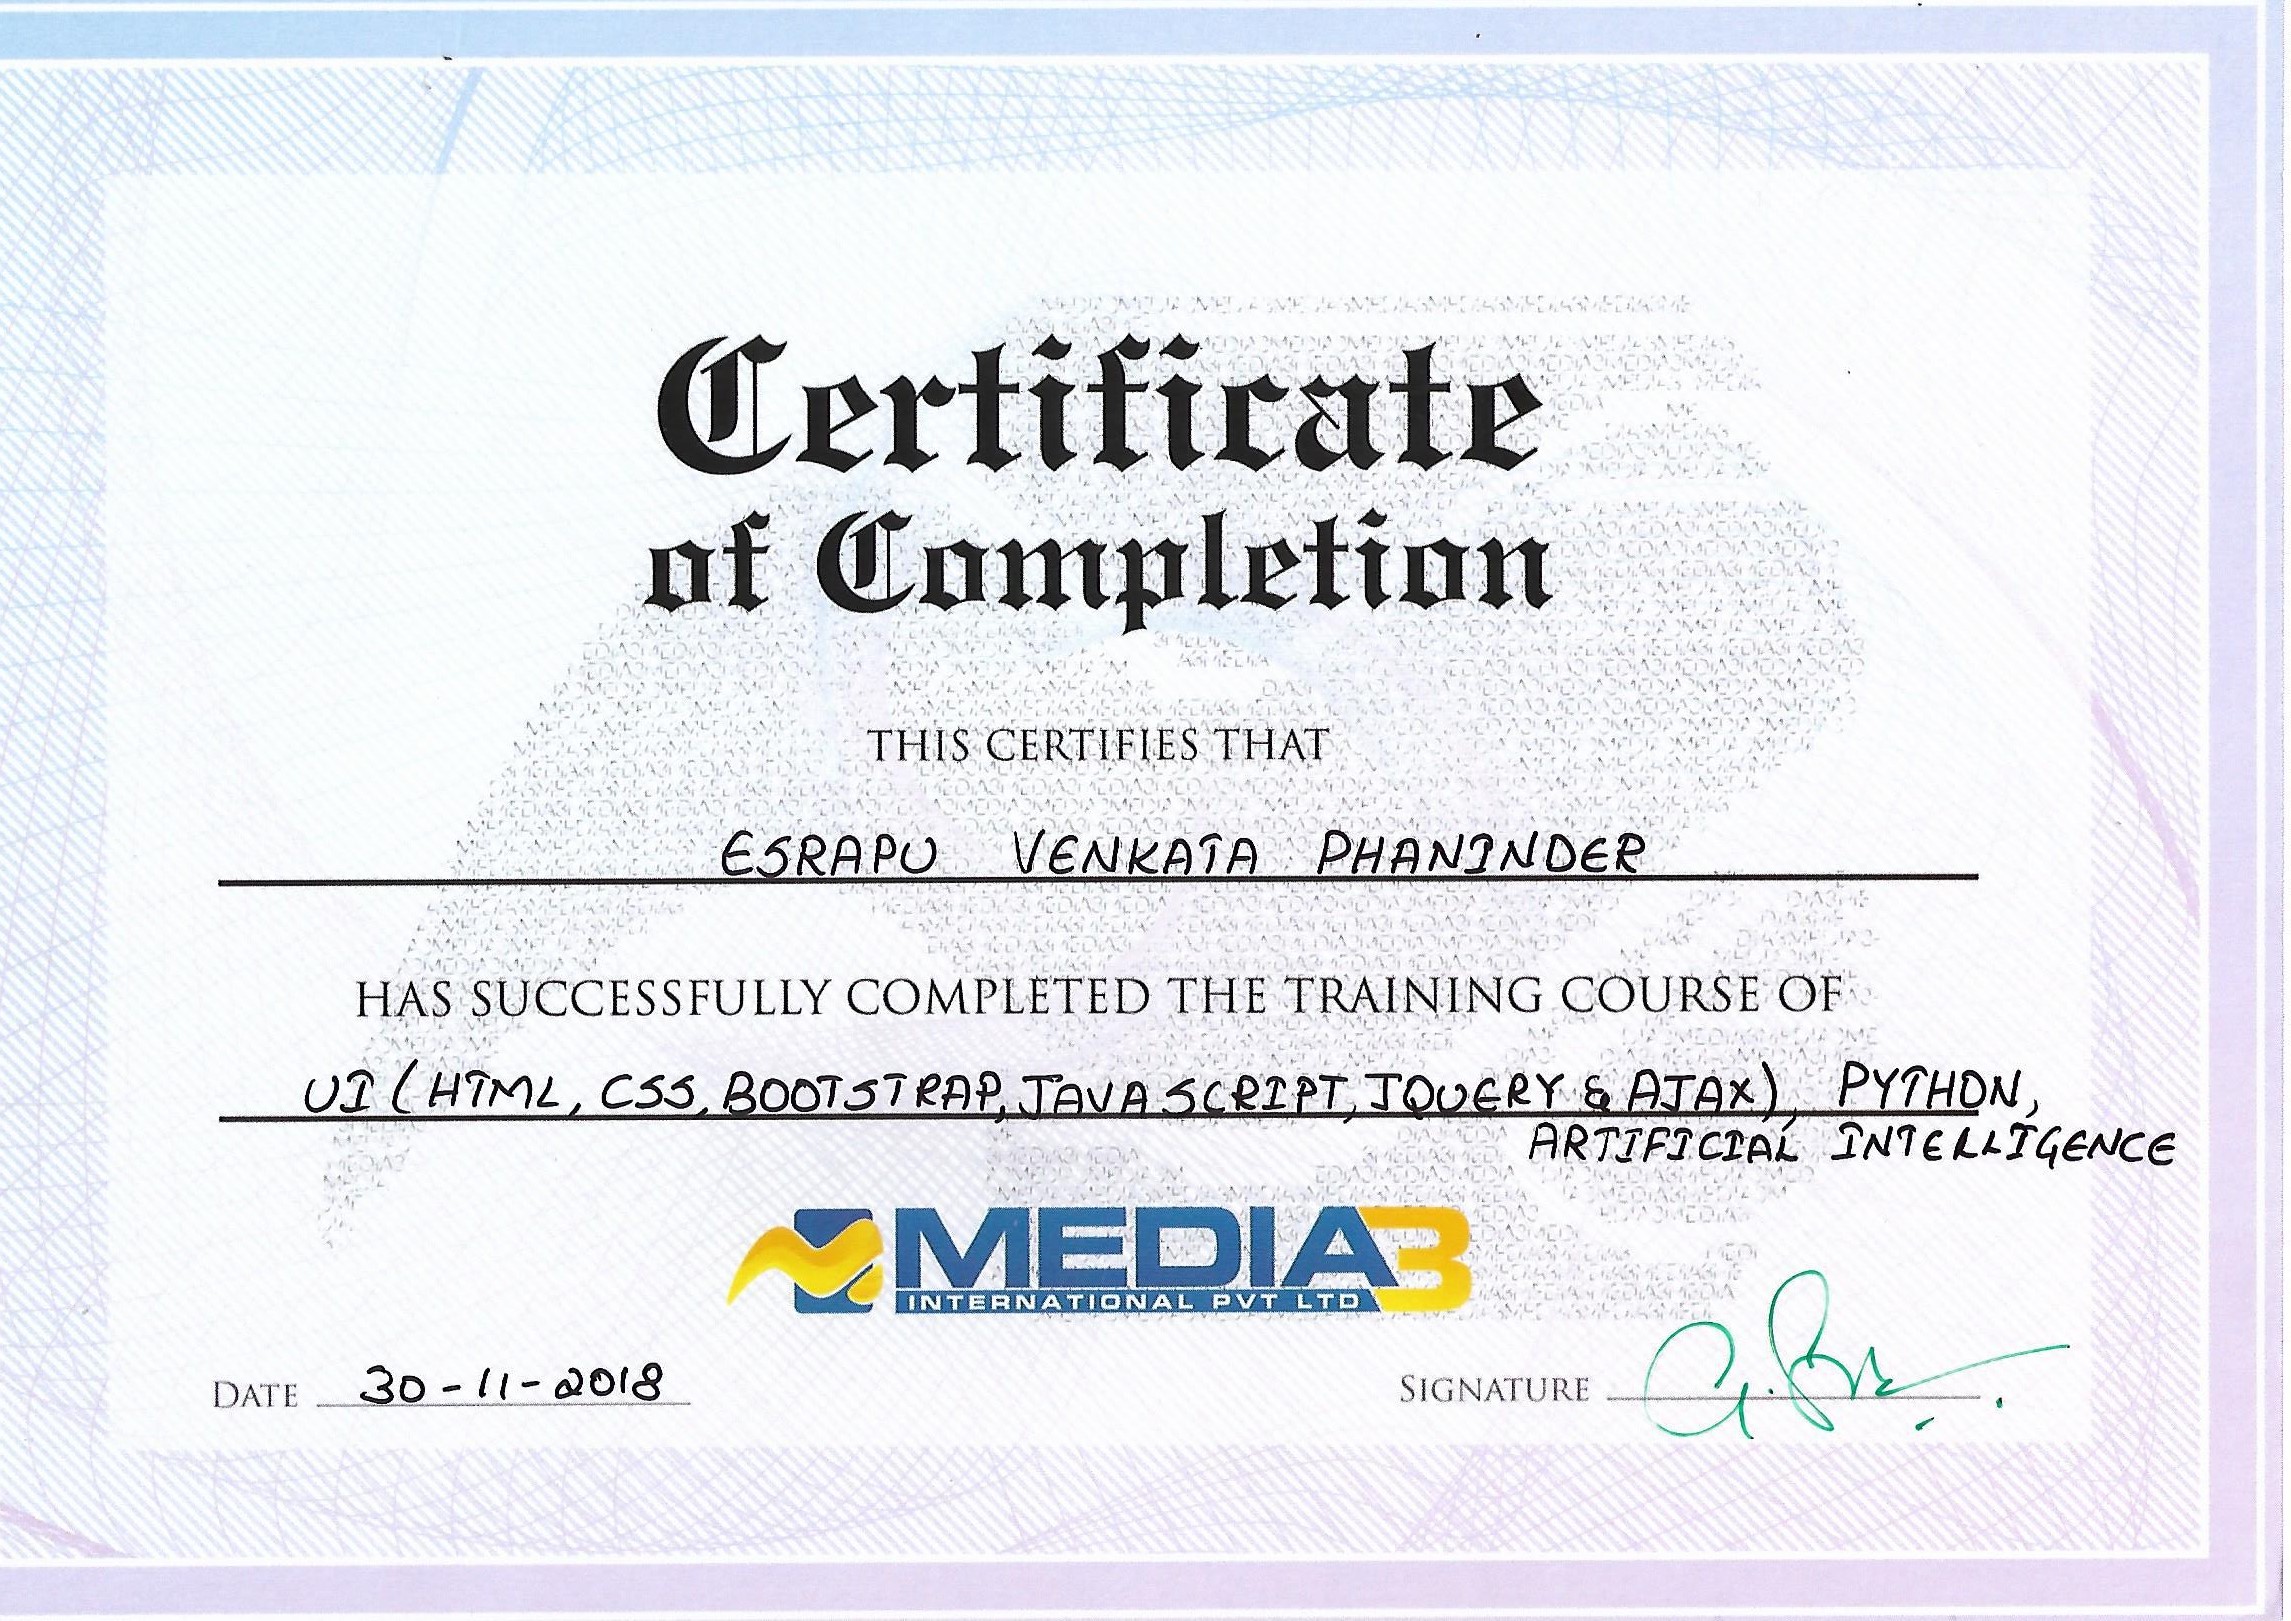 Certificate
of Completion
THIS CERTIFIES THAT
ESRAPU VENKATA PHANINDER
HAS SUCCESSFULLY COMPLETED THE TRAINING COURSE OF
UI (HTML, CSS, BOOTSTRAP, JAVA SCRIPT, JQUERY & AJAX), PYTHON,
ARTIFICIAL INTELLIGENCE
MEDIA3
INTERNATIONAL PVT LTD
DATE 30-11-2018
SIGNATURE